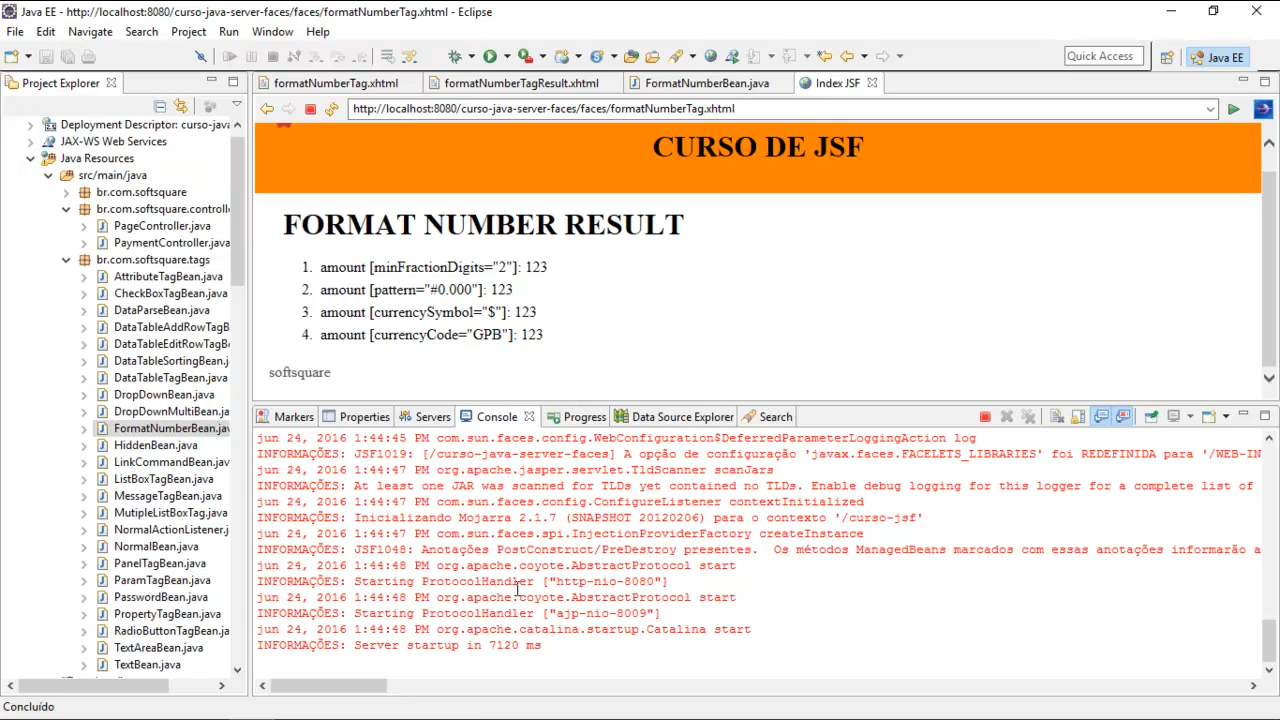 Java EE - http://localhost:8080/curso-java-server-faces/faces/formatNumberTag.xhtml - Eclipse
File Edit Navigate Search Project Run Window Help
Quick Access
Java EE
Project Explorer
formatNumberTag.xhtml
formatNumberTagResult.xhtml
FormatNumberBean.java
Index JSF
http://localhost:8080/curso-java-server-faces/faces/formatNumberTag.xhtml
Deployment Descriptor: curso-java
JAX-WS Web Services
Java Resources
src/main/java
br.com.softsquare
br.com.softsquare.controll
PageController.java
PaymentController.java
br.com.softsquare.tags
AttributeTagBean.java
CheckBoxTagBean.java
DataParseBean.java
DataTableAddRowTagB
DataTableEditRowTagB
DataTableSortingBean.j
DataTableTagBean.java
DropDownBean.java
DropDownMultiBean.ja
FormatNumberBean.jav
HiddenBean.java
LinkCommandBean.java
ListBoxTagBean.java
MessageTagBean.java
MutipleListBoxTag.java
NormalActionListener.j
NormalBean.java
PanelTagBean.java
ParamTagBean.java
PasswordBean.java
PropertyTagBean.java
RadioButtonTagBean.ja
TextAreaBean.java
TextBean.java
CURSO DE JSF
FORMAT NUMBER RESULT
1. amount [minFractionDigits="2"]: 123
2. amount [pattern="#0.000"]: 123
3. amount [currencySymbol="$"]: 123
4. amount [currencyCode="GPB"]: 123
softsquare
Markers Properties Servers Console Progress Data Source Explorer Search
jun 24, 2016 1:44:45 PM com.sun.faces.config.WebConfiguration$DeferredParameterLoggingAction log
INFORMAÇÕES: JSF1019: [/curso-java-server-faces] A opção de configuração 'javax.faces.FACELETS_LIBRARIES' foi REDEFINIDA para '/WEB-IN
jun 24, 2016 1:44:47 PM org.apache.jasper.servlet.TldScanner scanJars
INFORMAÇÕES: At least one JAR was scanned for TLDs yet contained no TLDs. Enable debug logging for this logger for a complete list of
jun 24, 2016 1:44:47 PM com.sun.faces.config.ConfigureListener contextInitialized
INFORMAÇÕES: Inicializando Mojarra 2.1.7 (SNAPSHOT 20120206) para o contexto '/curso-jsf'
jun 24, 2016 1:44:47 PM com.sun.faces.spi.InjectionProviderFactory createInstance
INFORMAÇÕES: JSF1048: Anotações PostConstruct/PreDestroy presentes.  Os métodos ManagedBeans marcados com essas anotações informarão a
jun 24, 2016 1:44:48 PM org.apache.coyote.AbstractProtocol start
INFORMAÇÕES: Starting ProtocolHandler ["http-nio-8080"]
jun 24, 2016 1:44:48 PM org.apache.coyote.AbstractProtocol start
INFORMAÇÕES: Starting ProtocolHandler ["ajp-nio-8009"]
jun 24, 2016 1:44:48 PM org.apache.catalina.startup.Catalina start
INFORMAÇÕES: Server startup in 7120 ms
Concluído